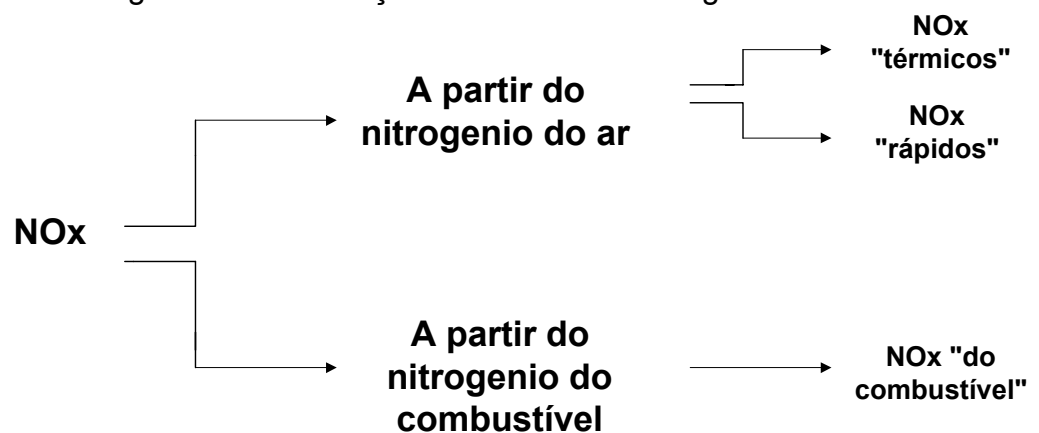 NOx
"térmicos"
A partir do
nitrogenio do ar
NOx
"rápidos"
NOx
A partir do
nitrogenio do
combustível
NOx "do
combustível"